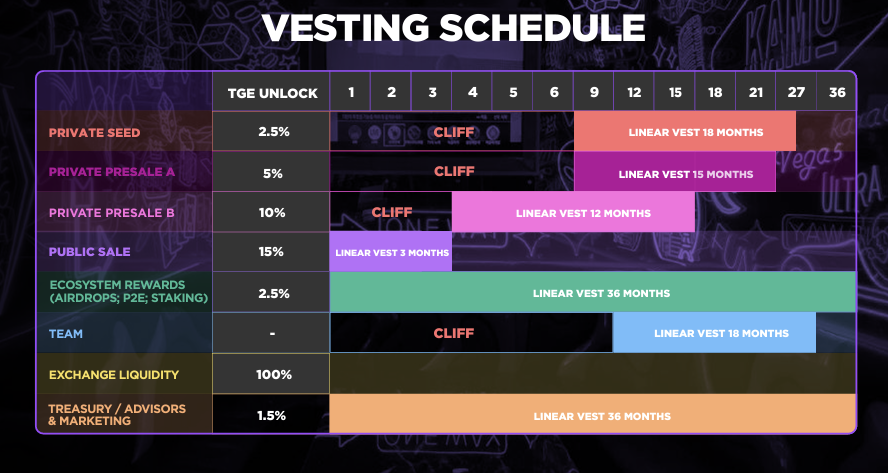 VESTING SCHEDULE
TGE UNLOCK 1 2 3 4 5 6 9 12 15 18 21 27 36
PRIVATE SEED 2.5% CLIFF LINEAR VEST 18 MONTHS
PRIVATE PRESALE A 5% CLIFF LINEAR VEST 15 MONTHS
PRIVATE PRESALE B 10% CLIFF LINEAR VEST 12 MONTHS
PUBLIC SALE 15% LINEAR VEST 3 MONTHS
ECOSYSTEM REWARDS
(AIRDROPS; P2E; STAKING) 2.5% LINEAR VEST 36 MONTHS
TEAM - CLIFF LINEAR VEST 18 MONTHS
EXCHANGE LIQUIDITY 100%
TREASURY / ADVISORS
& MARKETING 1.5% LINEAR VEST 36 MONTHS
Vegas